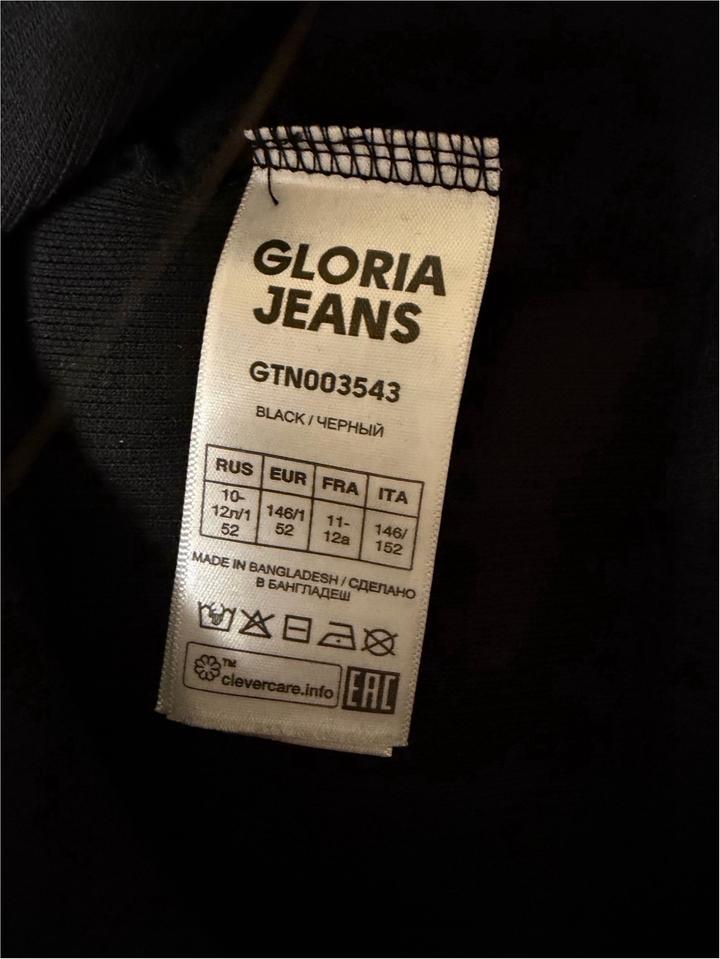 GLORIA
JEANS
GTN003543
BLACK / ЧЕРНЫЙ
RUS EUR FRA ITA
10-
12л/1
52
146/1
52
11-
12a
146/
152
MADE IN BANGLADESH / СДЕЛАНО
В БАНГЛАДЕШ
TM
clevercare.info
EAC